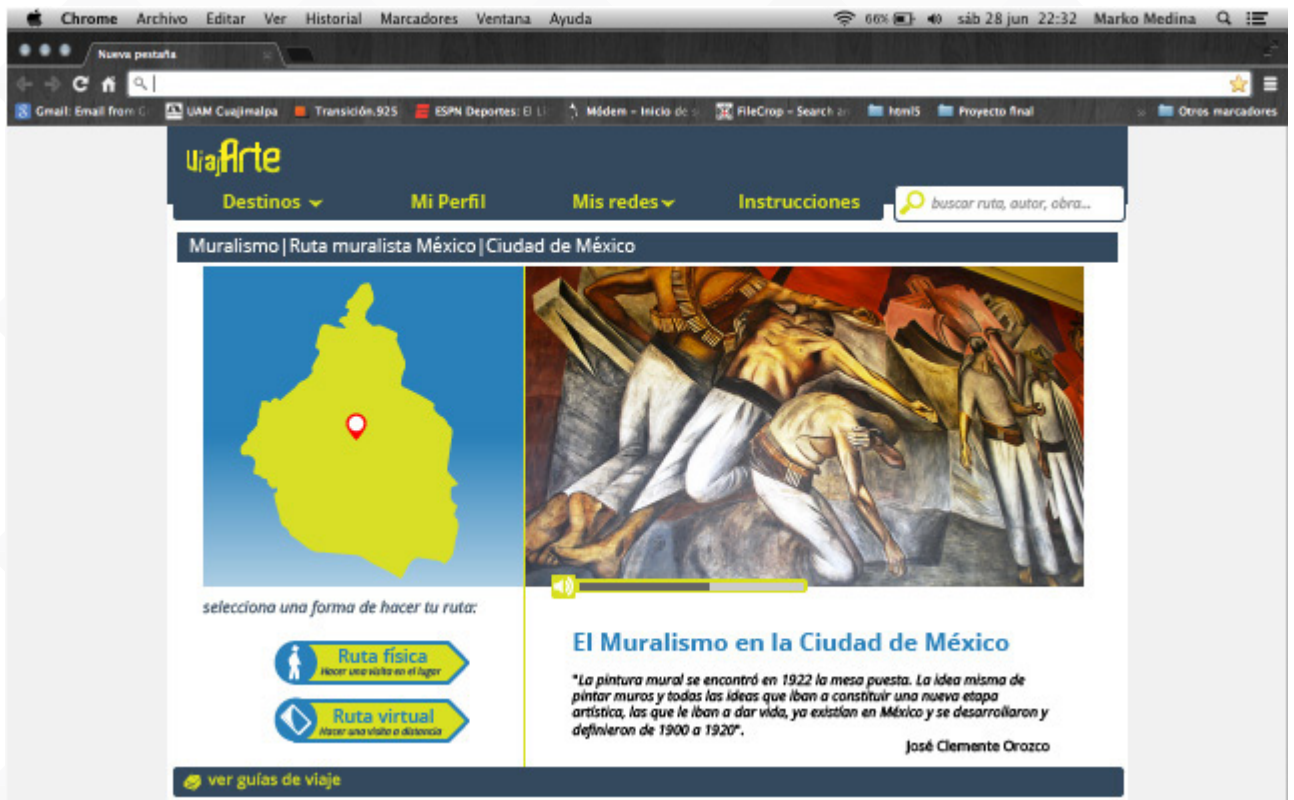 Chrome Archivo Editar Ver Historial Marcadores Ventana Ayuda 66% sáb 28 jun 22:32 Marko Medina
Nueva pestaña
Gmail: Email from UAM Cuajimalpa Transición.925 ESPN Deportes: El Módem – Inicio de FileCrop – Search html5 Proyecto final » Otros marcadores
ViajArte
Destinos Mi Perfil Mis redes Instrucciones buscar ruta, autor, obra...
Muralismo|Ruta muralista México|Ciudad de México
selecciona una forma de hacer tu ruta:
Ruta física
Hacer una visita en el lugar
Ruta virtual
Hacer una visita a distancia
El Muralismo en la Ciudad de México
"La pintura mural se encontró en 1922 la mesa puesta. La idea misma de
pintar muros y todas las ideas que iban a constituir una nueva etapa
artística, las que le iban a dar vida, ya existían en México y se desarrollaron y
definieron de 1900 a 1920".
José Clemente Orozco
ver guías de viaje